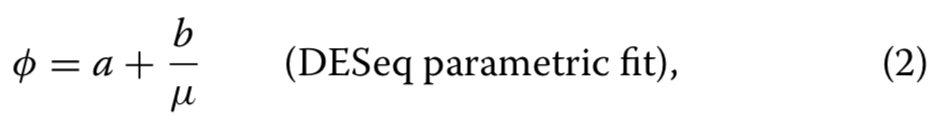 ϕ = a + b/μ (DESeq parametric fit), (2)